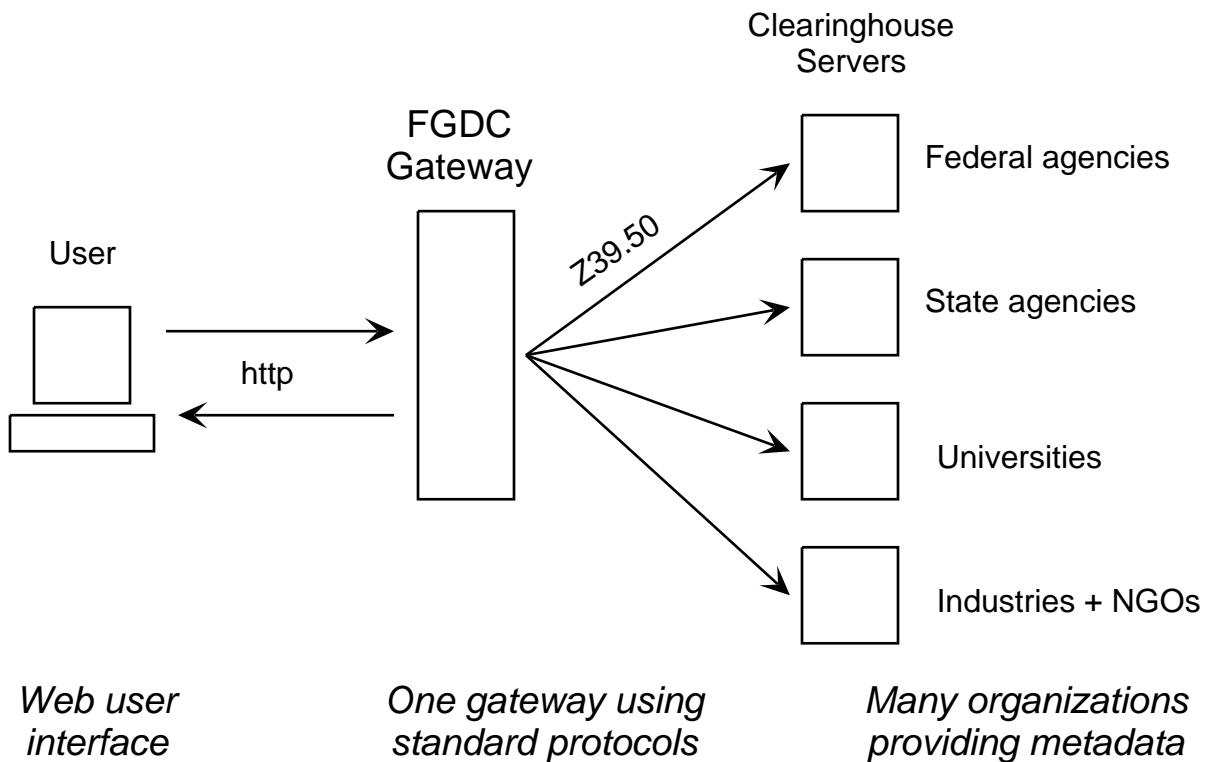 Clearinghouse
Servers
FGDC
Gateway
Federal agencies
Z39.50
User
State agencies
http
Universities
Industries + NGOs
Web user
interface
One gateway using
standard protocols
Many organizations
providing metadata